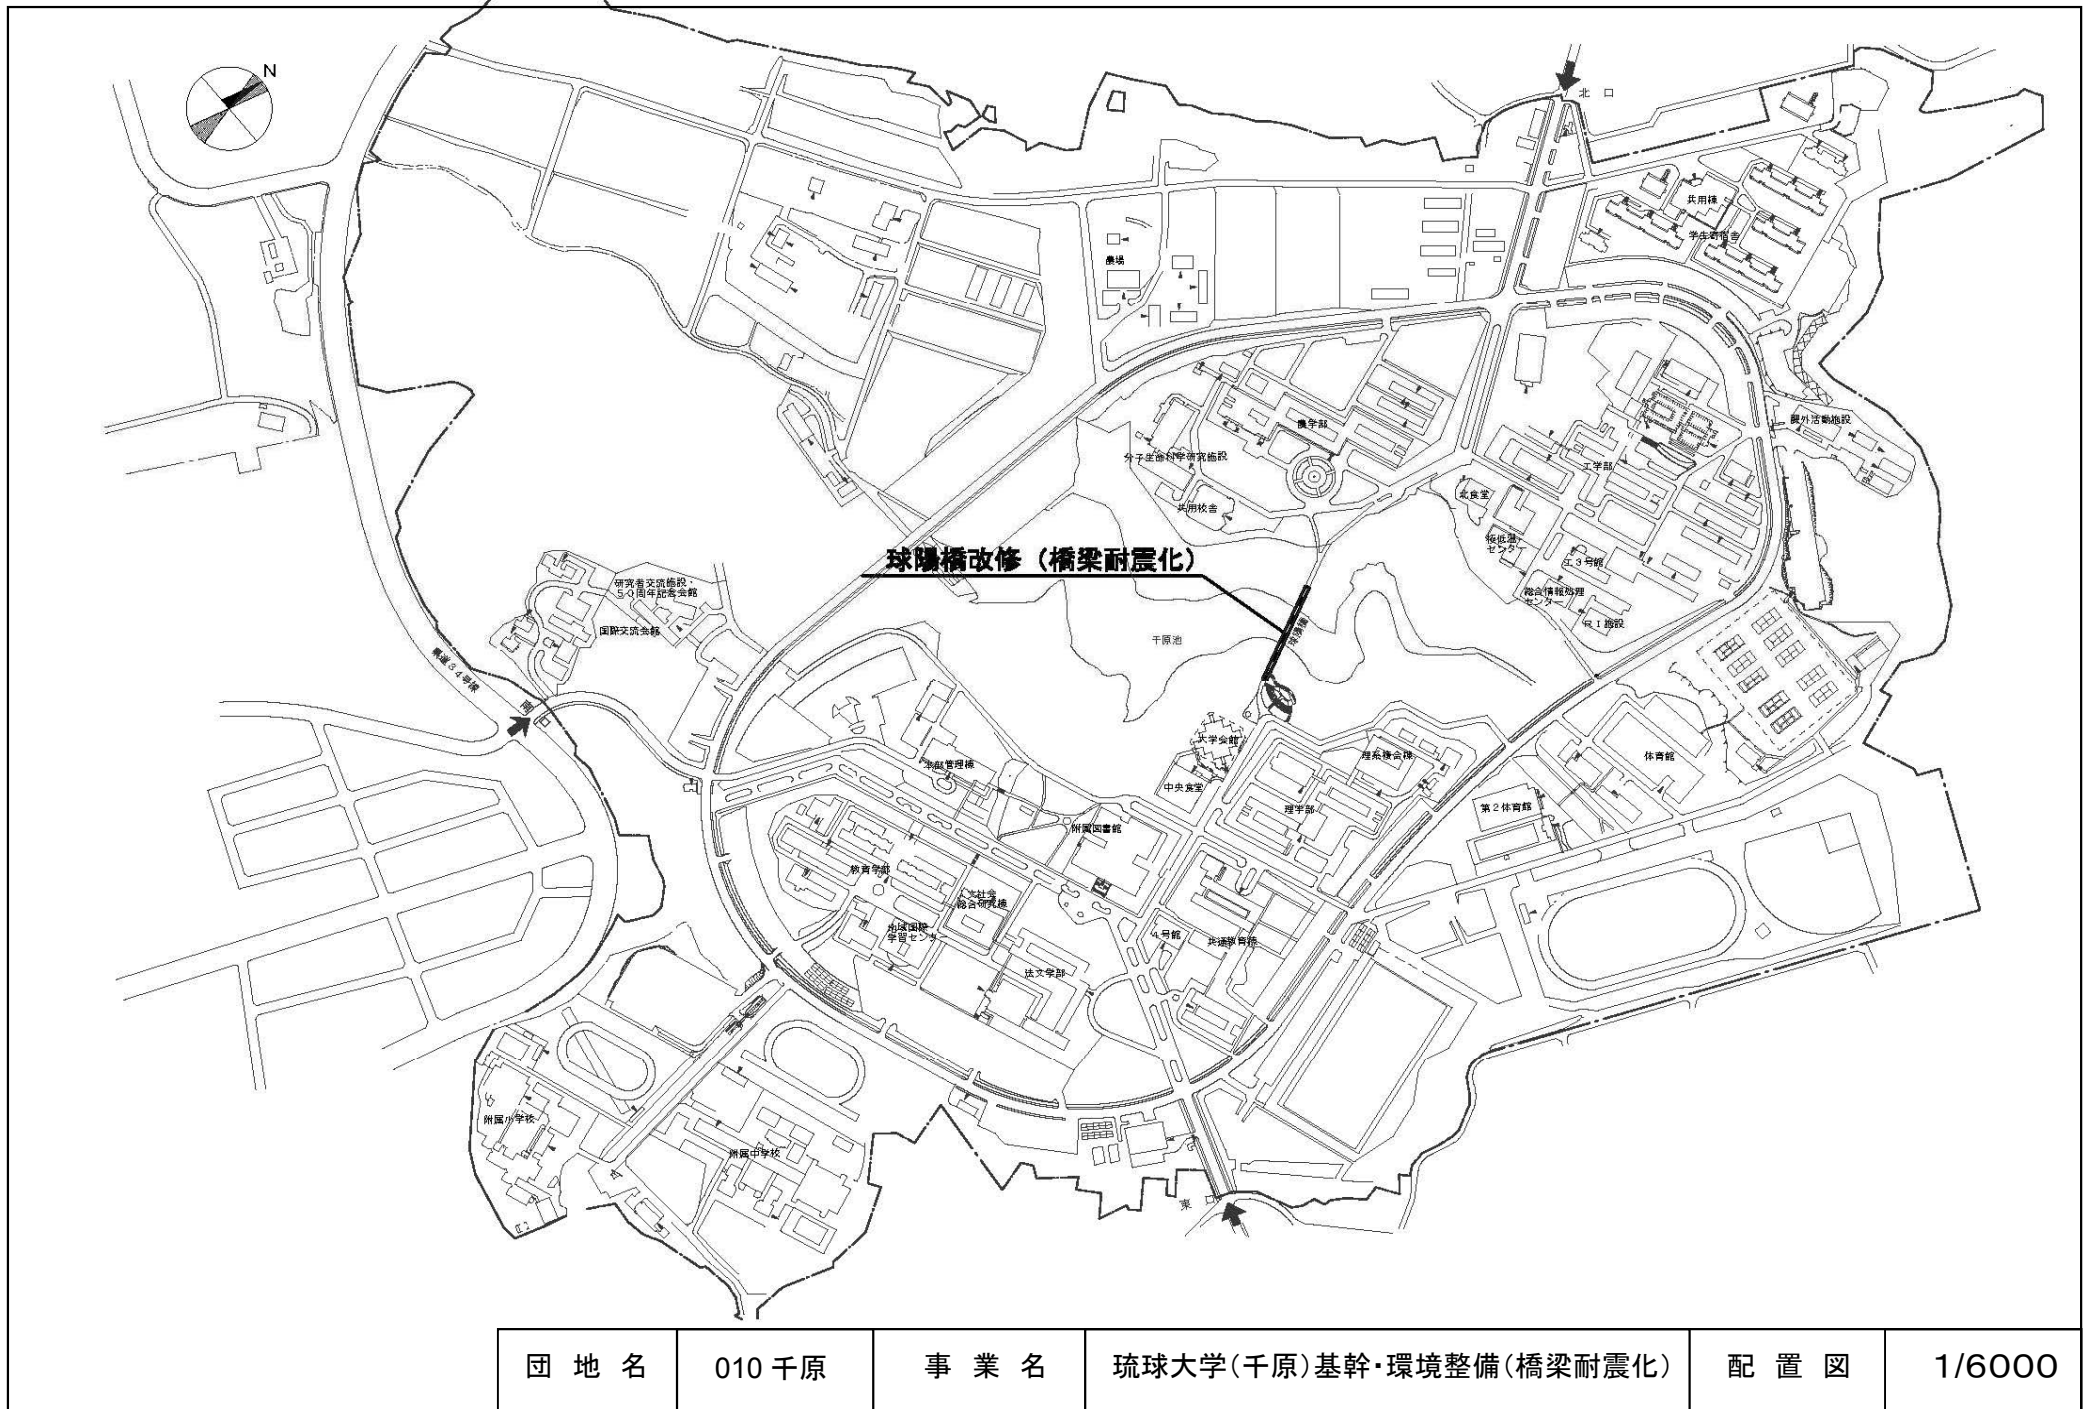 N
北口
共用棟
学生寄宿舎
農場
課外活動施設
農学部
分子生命科学研究施設
工学部
北食堂
共用校舎
極低温
センター
球陽橋改修（橋梁耐震化）
工3号館
研究者交流施設・
50周年記念会館
総合情報処理
センター
RI施設
国際交流会館
千原池
球陽橋
県道34号線
大学会館
理系複合棟
体育館
本部管理棟
中央食堂
第2体育館
理学部
附属図書館
教育学部
総合研究棟
地域国際
学習センター
4号館
共通教育棟
法文学部
附属小学校
附属中学校
東口
団地名
010 千原
事業名
琉球大学（千原）基幹・環境整備（橋梁耐震化）
配置図
1/6000